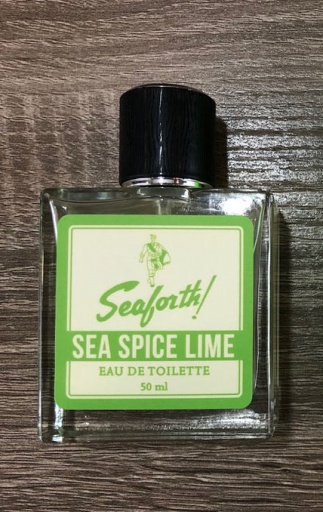 Seaforth!
SEA SPICE LIME
EAU DE TOILETTE
50 ml